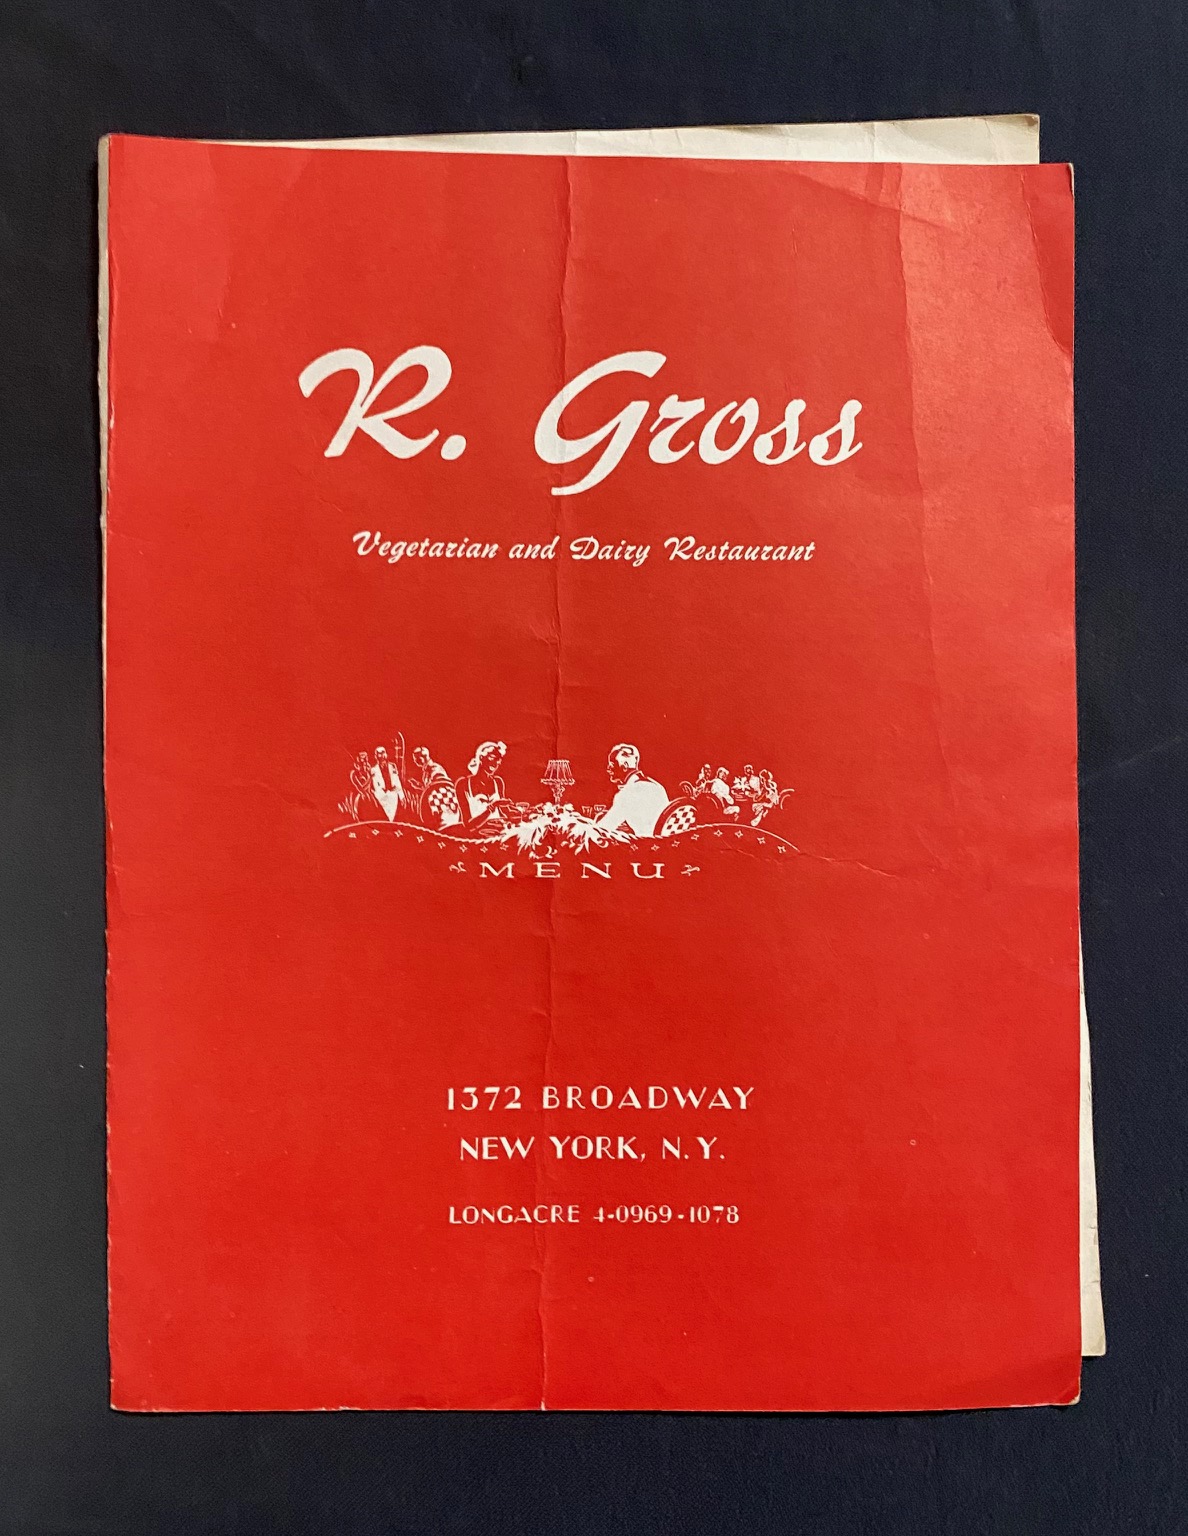 R. Gross
Vegetarian and Dairy Restaurant
MENU
1372 BROADWAY
NEW YORK, N.Y.
LONGACRE 4-0969-1078